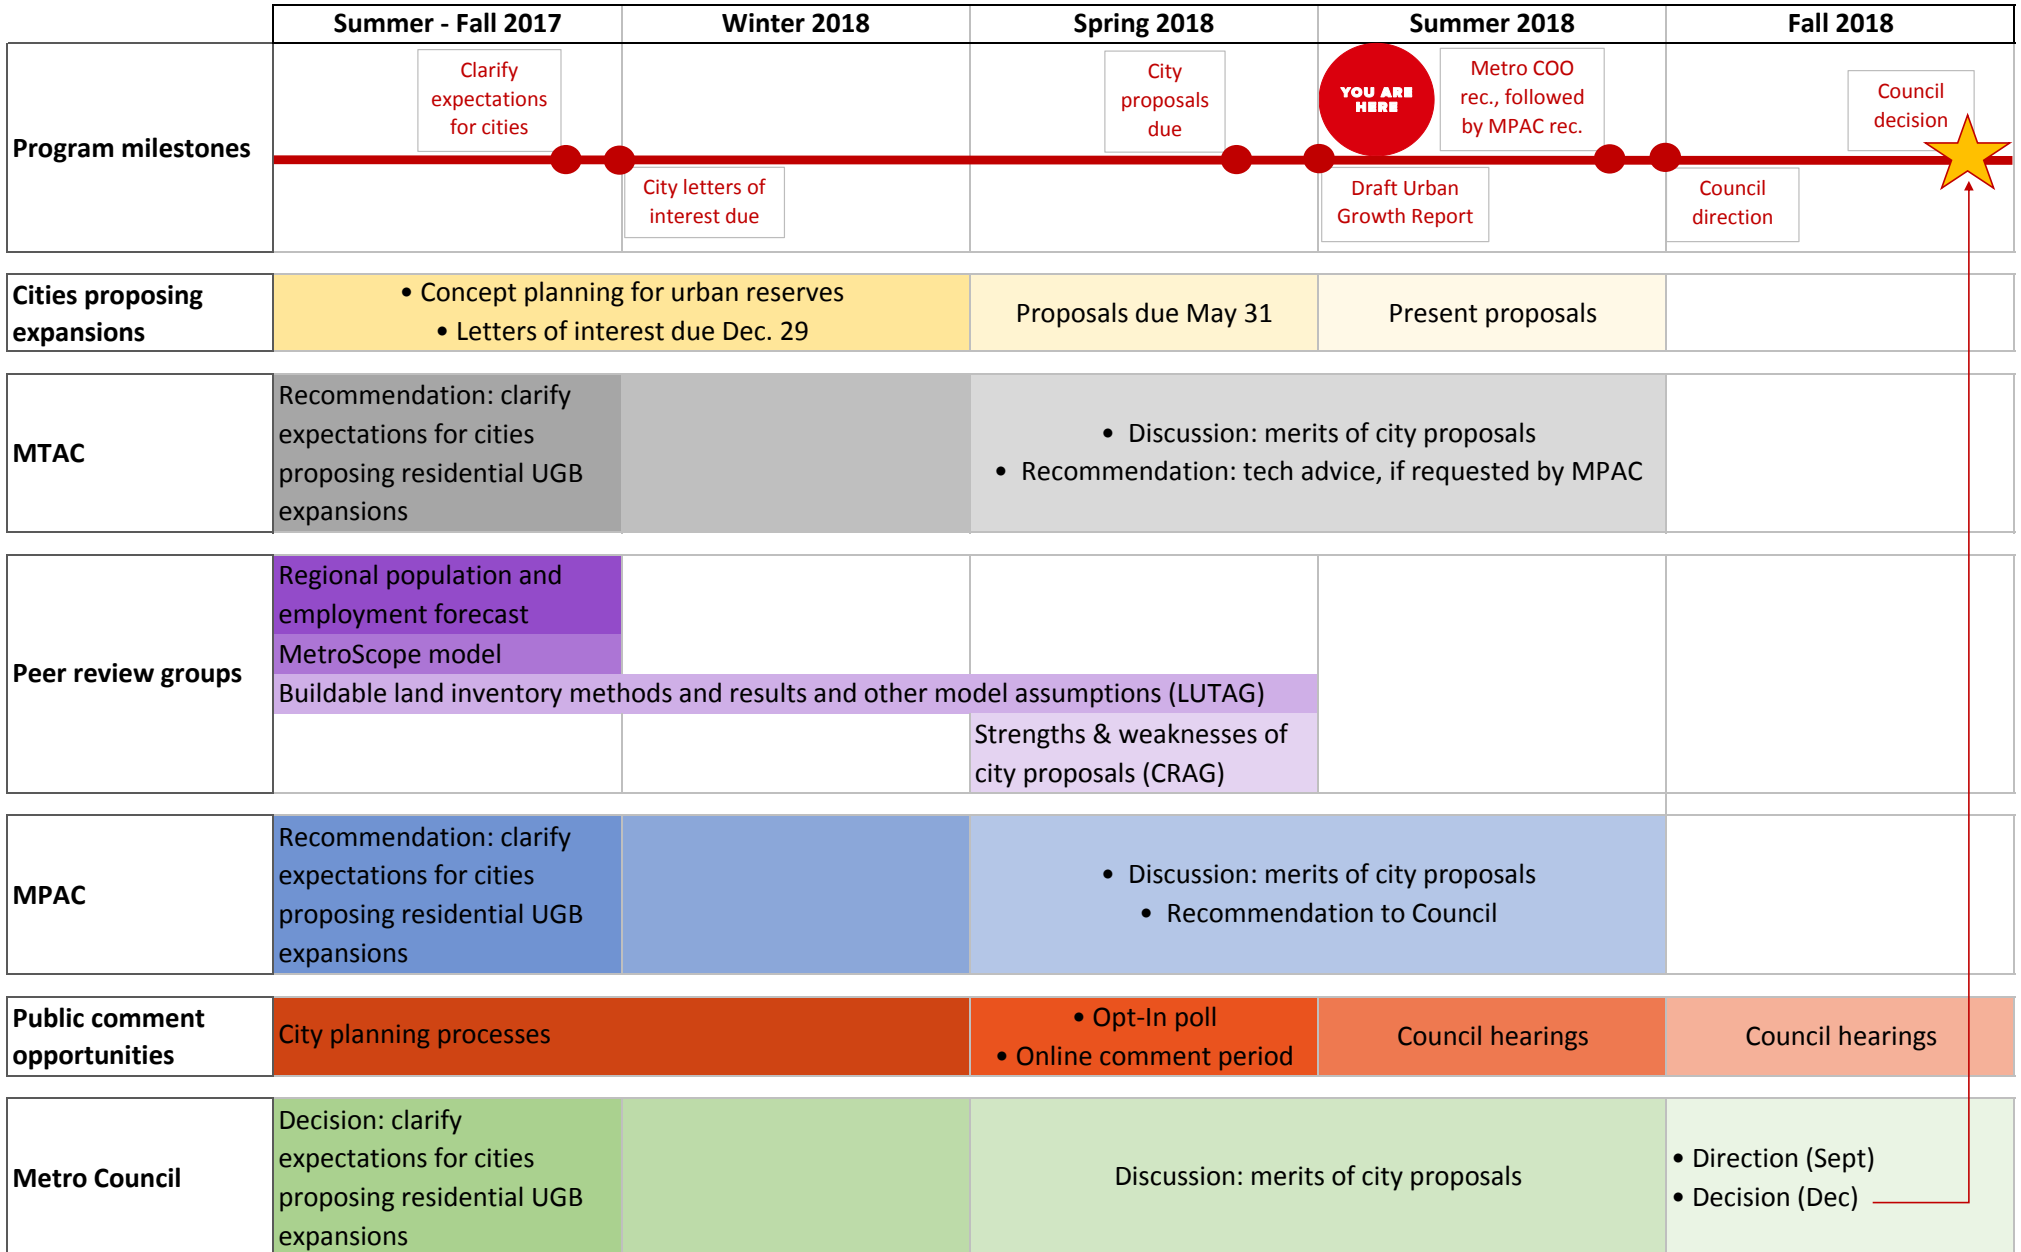 Summer - Fall 2017
Winter 2018
Spring 2018
Summer 2018
Fall 2018
Program milestones
Clarify
expectations
for cities
City letters of
interest due
City
proposals
due
YOU ARE
HERE
Draft Urban
Growth Report
Metro COO
rec., followed
by MPAC rec.
Council
direction
Council
decision
Cities proposing
expansions
• Concept planning for urban reserves
• Letters of interest due Dec. 29
Proposals due May 31
Present proposals
MTAC
Recommendation: clarify
expectations for cities
proposing residential UGB
expansions
• Discussion: merits of city proposals
• Recommendation: tech advice, if requested by MPAC
Peer review groups
Regional population and
employment forecast
MetroScope model
Buildable land inventory methods and results and other model assumptions (LUTAG)
Strengths & weaknesses of
city proposals (CRAG)
MPAC
Recommendation: clarify
expectations for cities
proposing residential UGB
expansions
• Discussion: merits of city proposals
• Recommendation to Council
Public comment
opportunities
City planning processes
• Opt-In poll
• Online comment period
Council hearings
Council hearings
Metro Council
Decision: clarify
expectations for cities
proposing residential UGB
expansions
Discussion: merits of city proposals
• Direction (Sept)
• Decision (Dec)